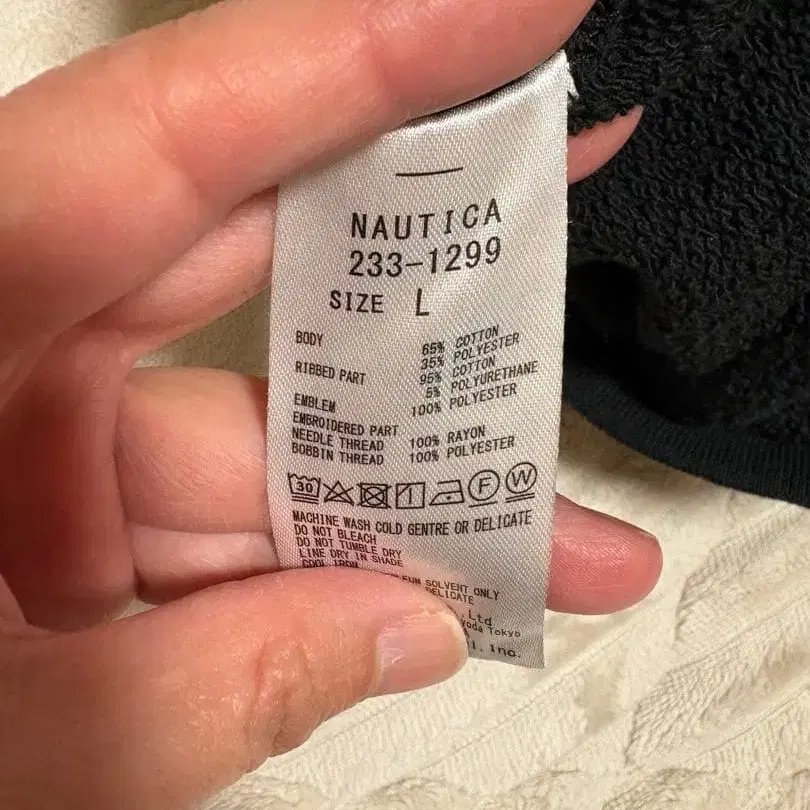 NAUTICA
233-1299
SIZE L
BODY 65% COTTON
35% POLYESTER
RIBBED PART 95% COTTON
5% POLYURETHANE
EMBLEM 100% POLYESTER
EMBROIDERED PART
NEEDLE THREAD 100% RAYON
BOBBIN THREAD 100% POLYESTER
30 F W
MACHINE WASH COLD GENTRE OR DELICATE
DO NOT BLEACH
DO NOT TUMBLE DRY
LINE DRY IN SHADE
COOL IRON
SOLVENT ONLY
DELICATE
.Ltd
yoda Tokyo
l. Inc.